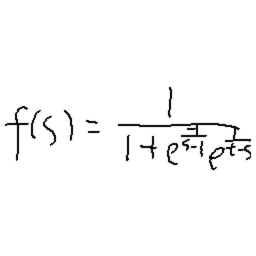 f(s) = 1 / (1 + e^(1/(s-1)) e^(1/(t-s)))